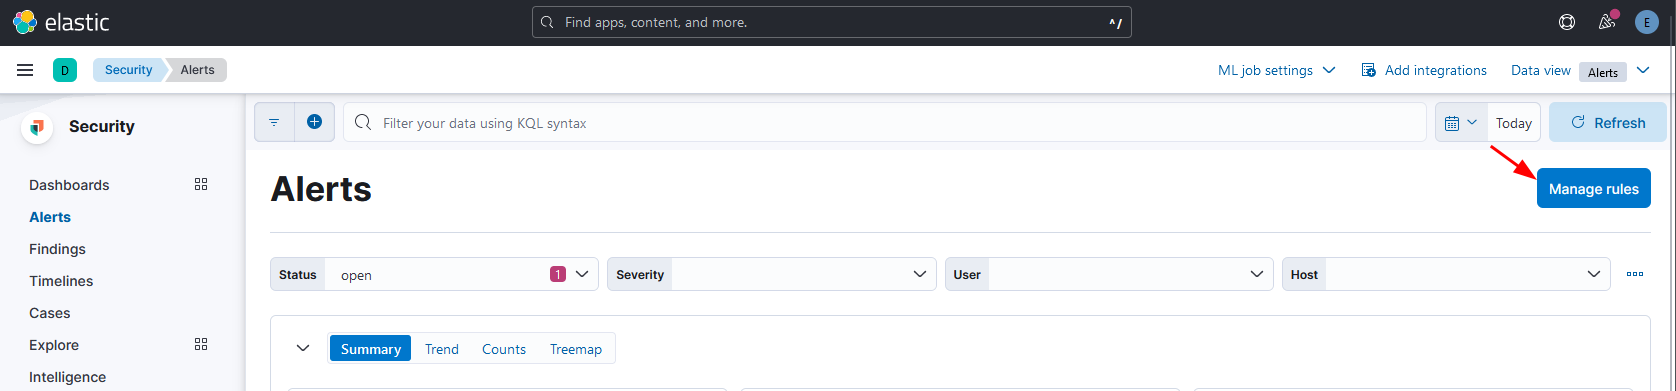 elastic Find apps, content, and more. ^/ E
D Security Alerts ML job settings Add integrations Data view Alerts
Security Filter your data using KQL syntax Today Refresh
Alerts Manage rules
Dashboards
Alerts
Findings
Timelines
Cases
Explore
Intelligence
Status open 1 Severity User Host
Summary Trend Counts Treemap